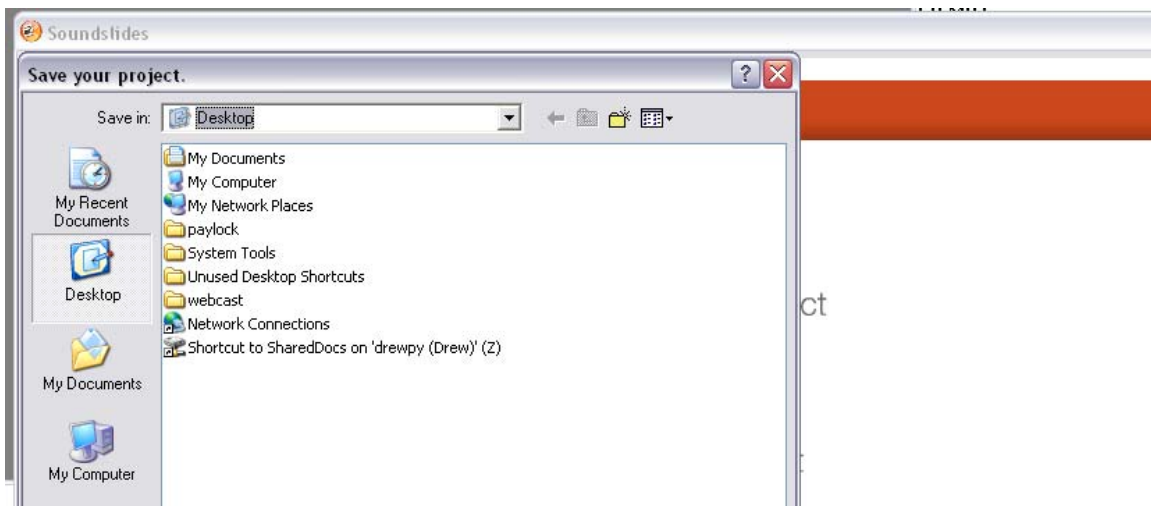 Soundslides
Save your project.
Save in:
Desktop
My Recent
Documents
Desktop
My Documents
My Computer
My Documents
My Computer
My Network Places
paylock
System Tools
Unused Desktop Shortcuts
webcast
Network Connections
Shortcut to SharedDocs on 'drewpy (Drew)' (Z)
ct